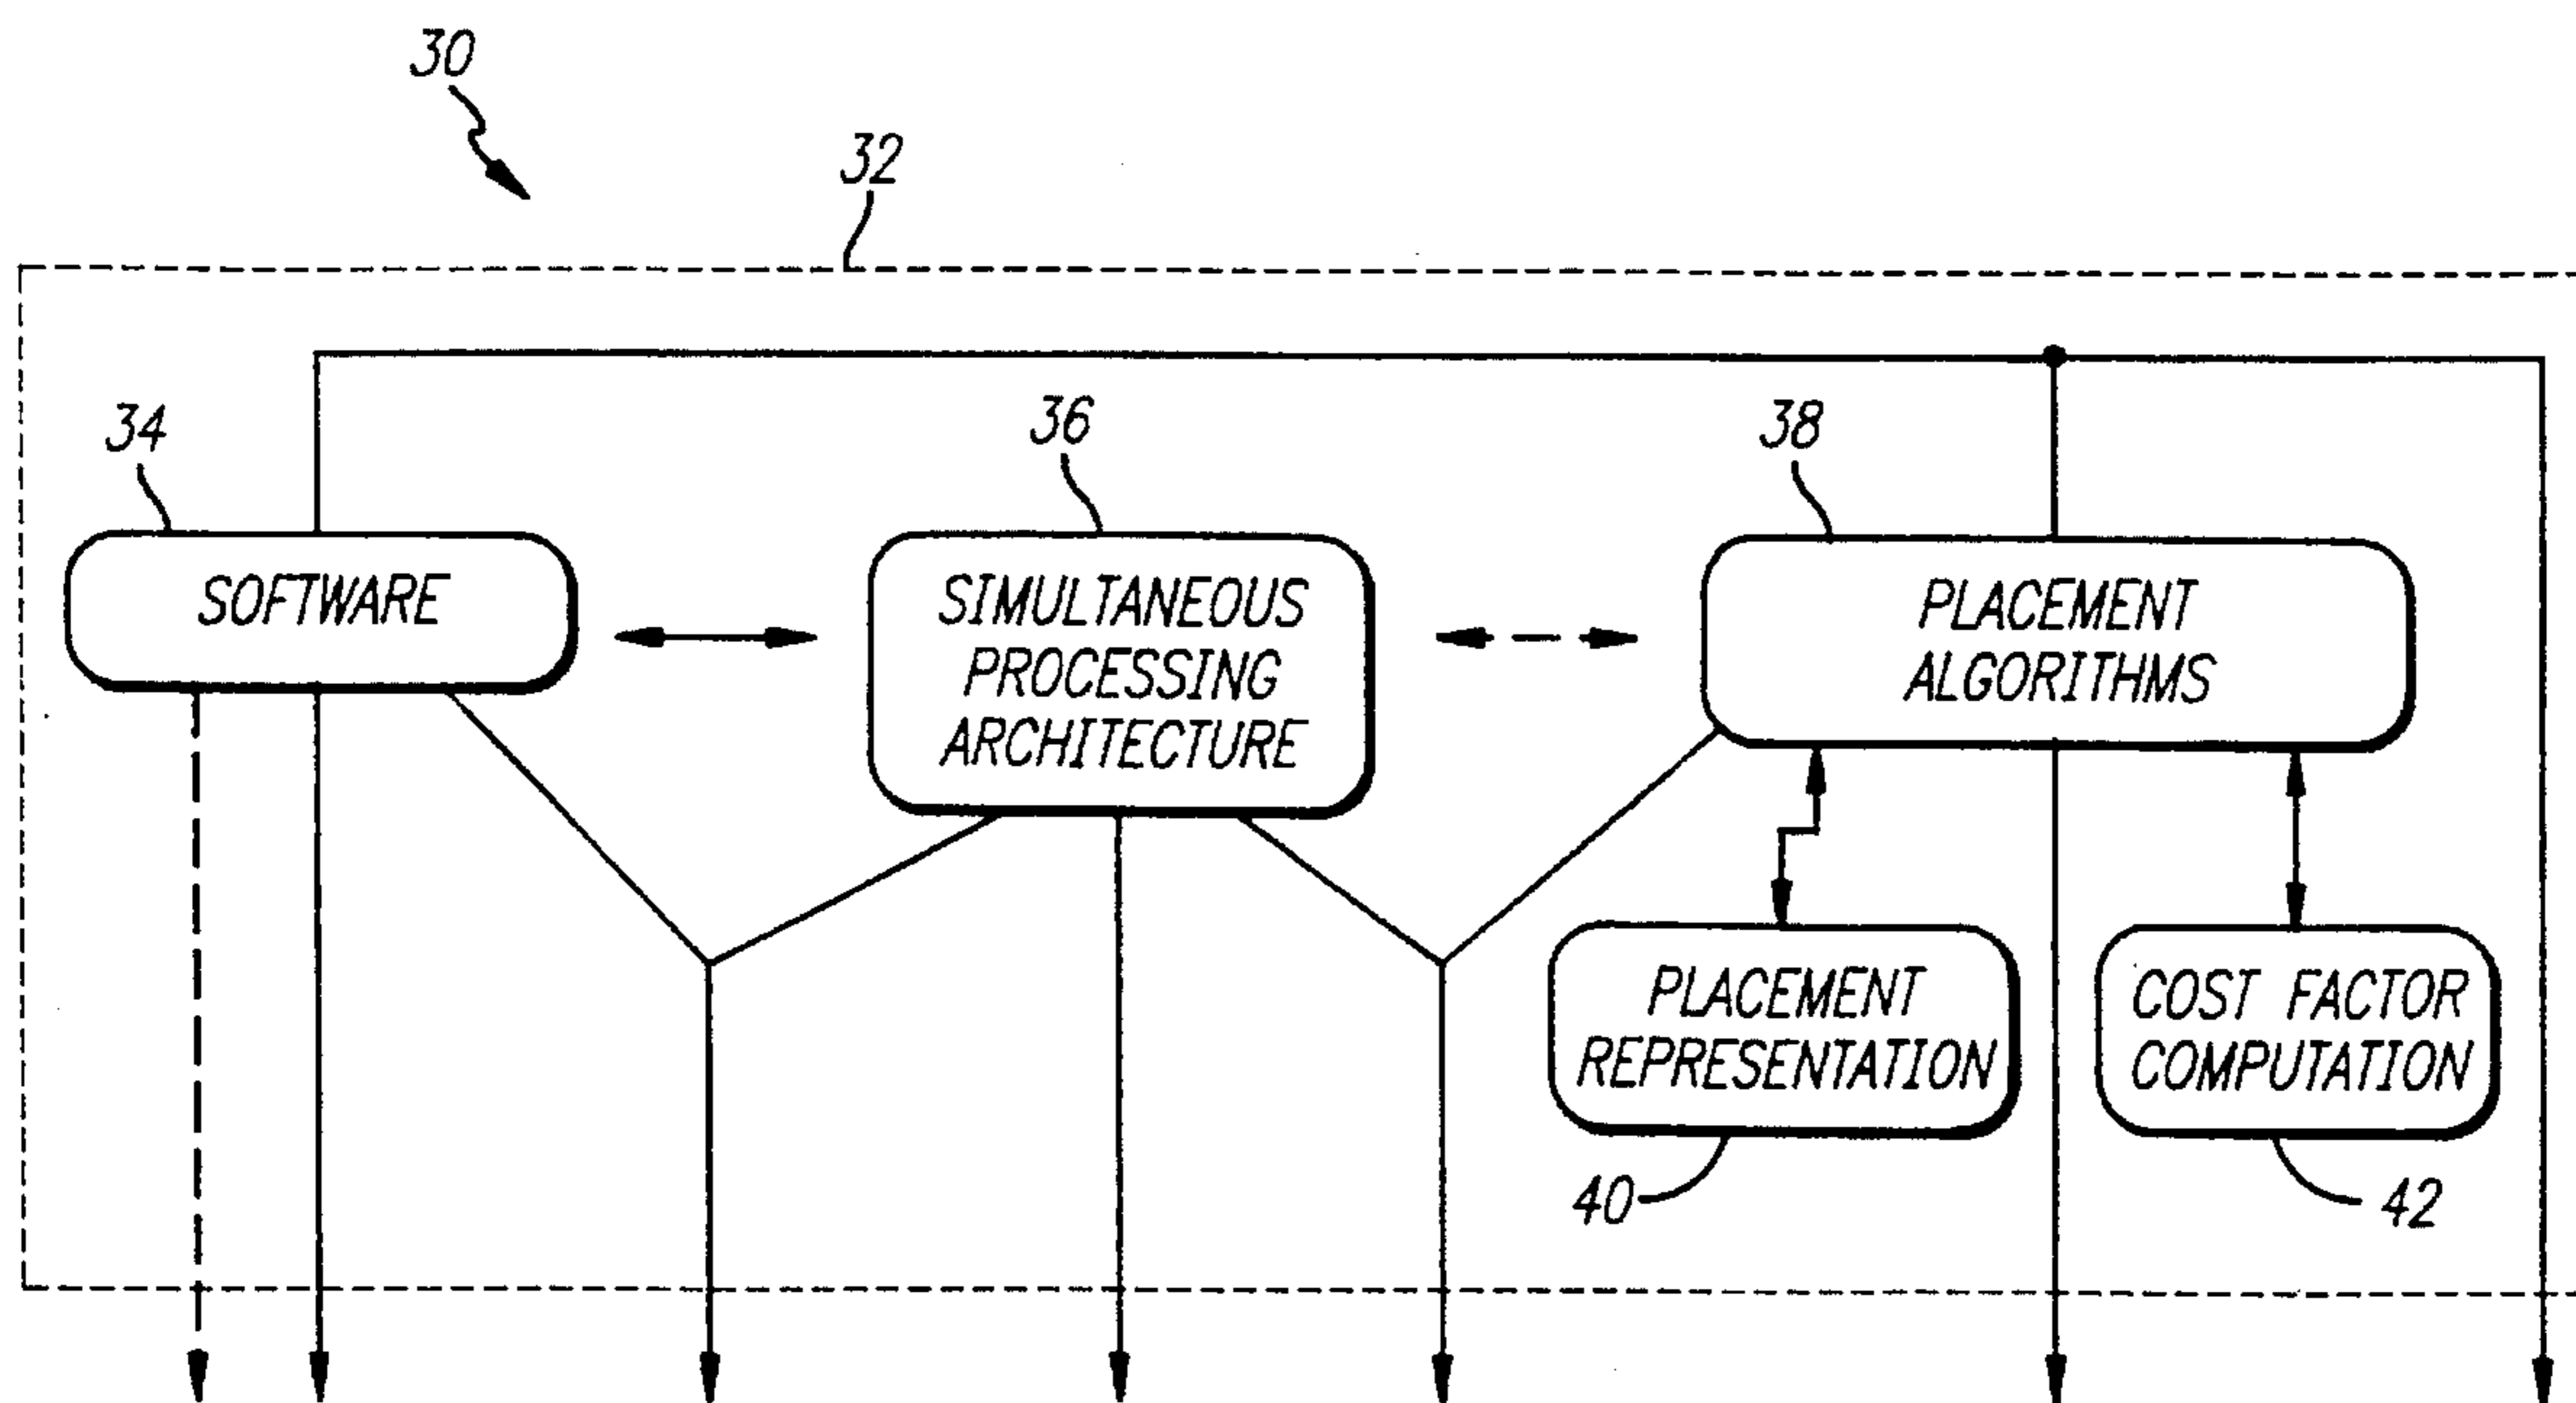 30
32
34
36
38
SOFTWARE
SIMULTANEOUS
PROCESSING
ARCHITECTURE
PLACEMENT
ALGORITHMS
PLACEMENT
REPRESENTATION
COST FACTOR
COMPUTATION
40
42